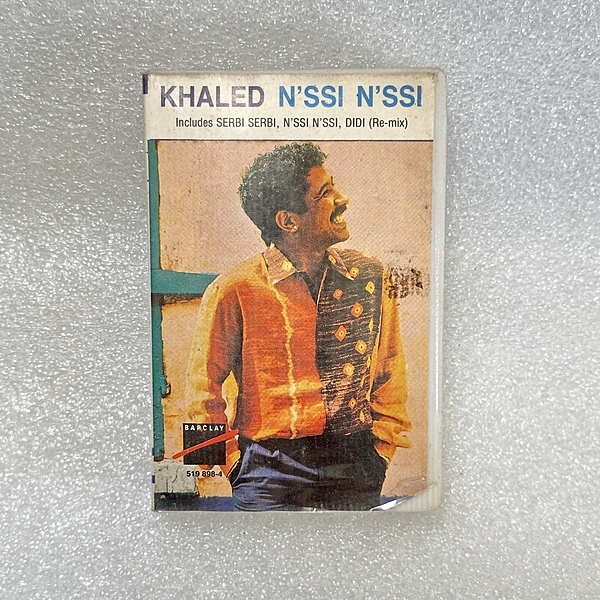 KHALED N'SSI N'SSI
Includes SERBI SERBI, N'SSI N'SSI, DIDI (Re-mix)
BARCLAY
519 898-4